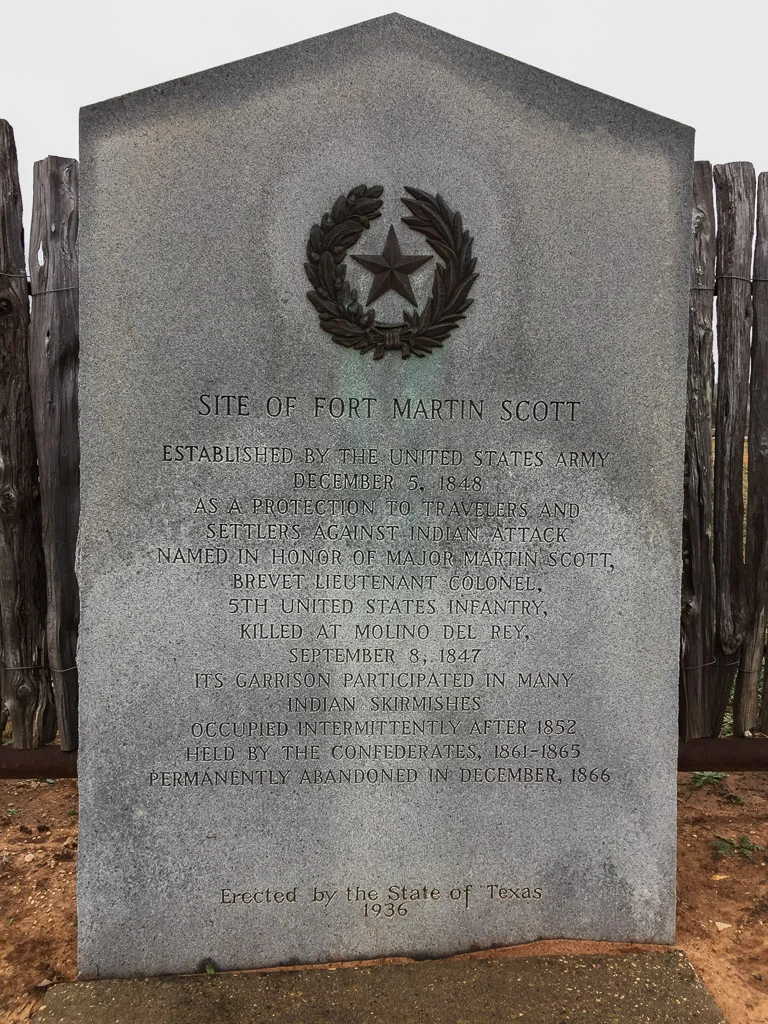 SITE OF FORT MARTIN SCOTT
ESTABLISHED BY THE UNITED STATES ARMY
DECEMBER 5, 1848
AS A PROTECTION TO TRAVELERS AND
SETTLERS AGAINST INDIAN ATTACK
NAMED IN HONOR OF MAJOR MARTIN SCOTT,
BREVET LIEUTENANT COLONEL,
5TH UNITED STATES INFANTRY,
KILLED AT MOLINO DEL REY,
SEPTEMBER 8, 1847
ITS GARRISON PARTICIPATED IN MANY
INDIAN SKIRMISHES
OCCUPIED INTERMITTENTLY AFTER 1852
HELD BY THE CONFEDERATES, 1861-1865
PERMANENTLY ABANDONED IN DECEMBER, 1866
Erected by the State of Texas
1936